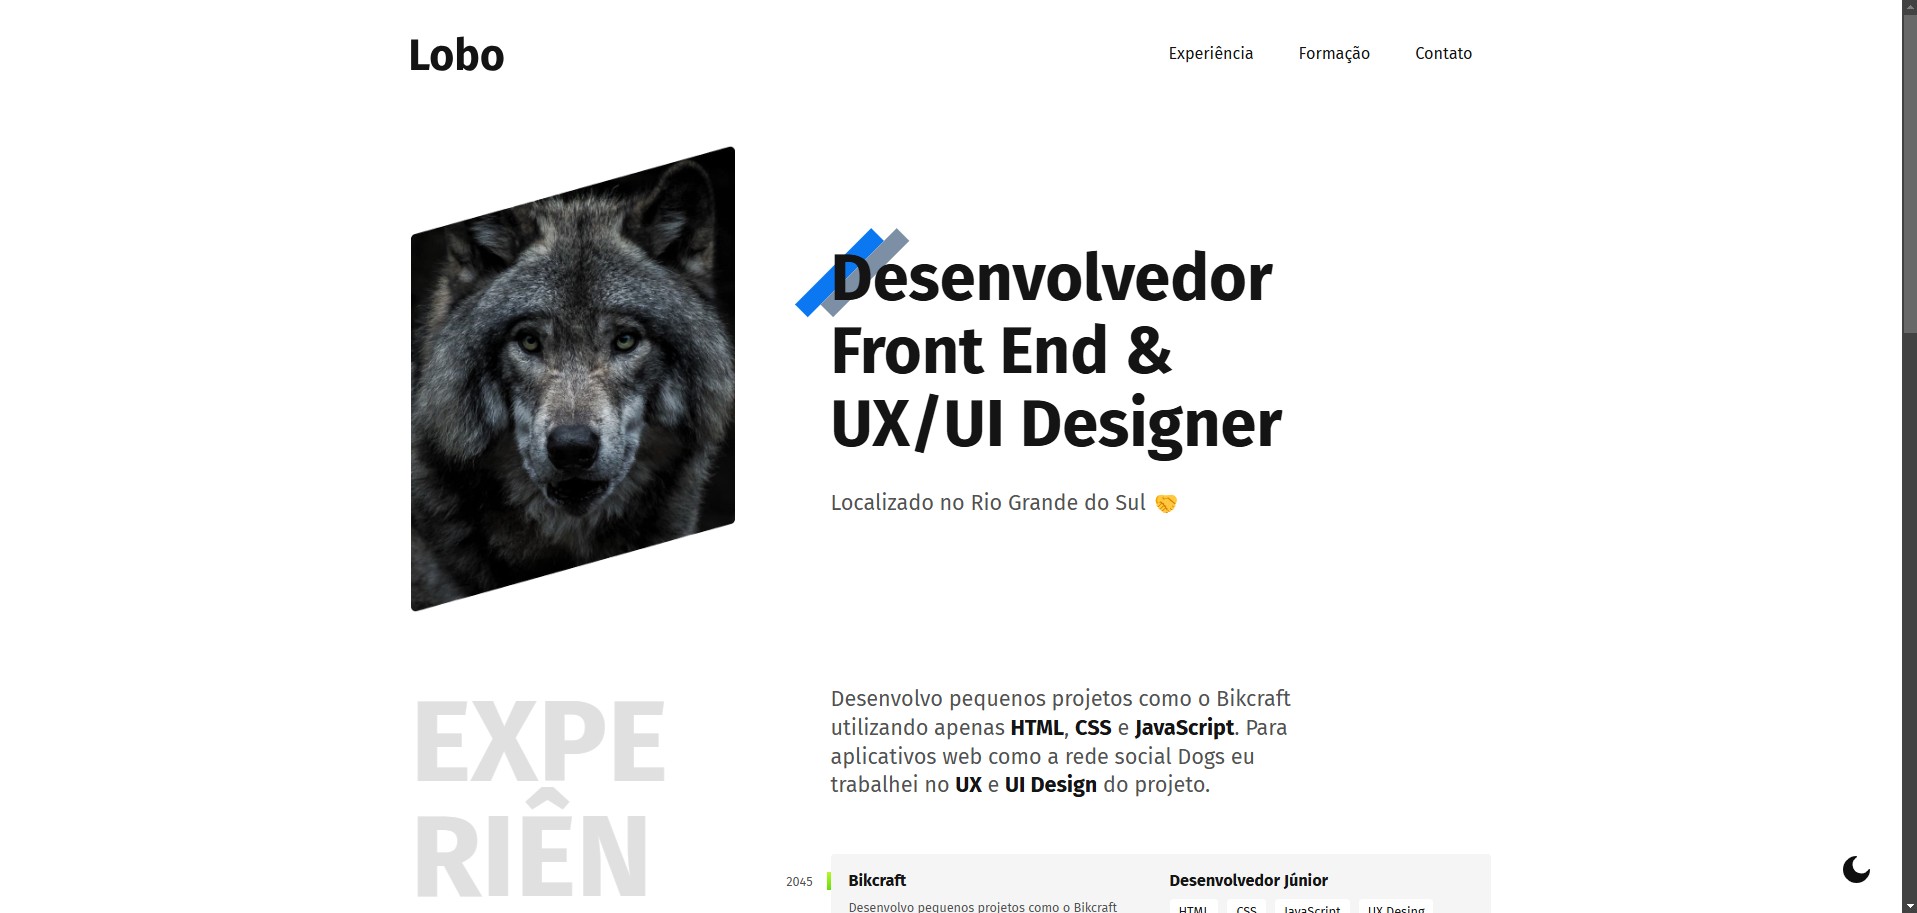 Lobo
Experiência
Formação
Contato
Desenvolvedor
Front End &
UX/UI Designer
Localizado no Rio Grande do Sul 🤝
EXPE
RIÊN
Desenvolvo pequenos projetos como o Bikcraft
utilizando apenas HTML, CSS e JavaScript. Para
aplicativos web como a rede social Dogs eu
trabalhei no UX e UI Design do projeto.
2045
Bikcraft
Desenvolvo pequenos projetos como o Bikcraft
Desenvolvedor Júnior
HTML
CSS
JavaScript
UX Desing